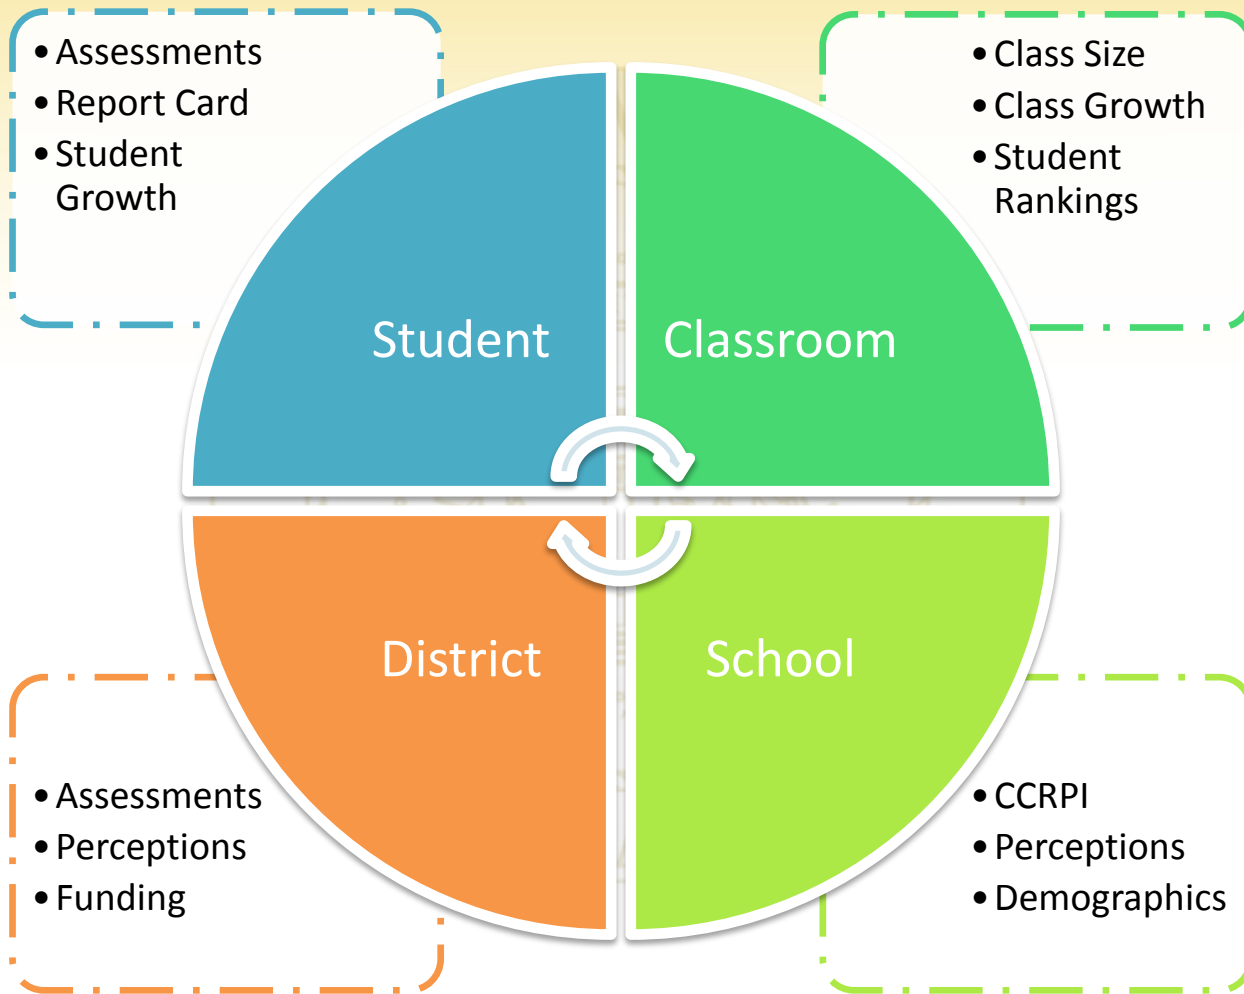 • Assessments
• Report Card
• Student
Growth
• Class Size
• Class Growth
• Student
Rankings
Student
Classroom
District
School
• Assessments
• Perceptions
• Funding
• CCRPI
• Perceptions
• Demographics